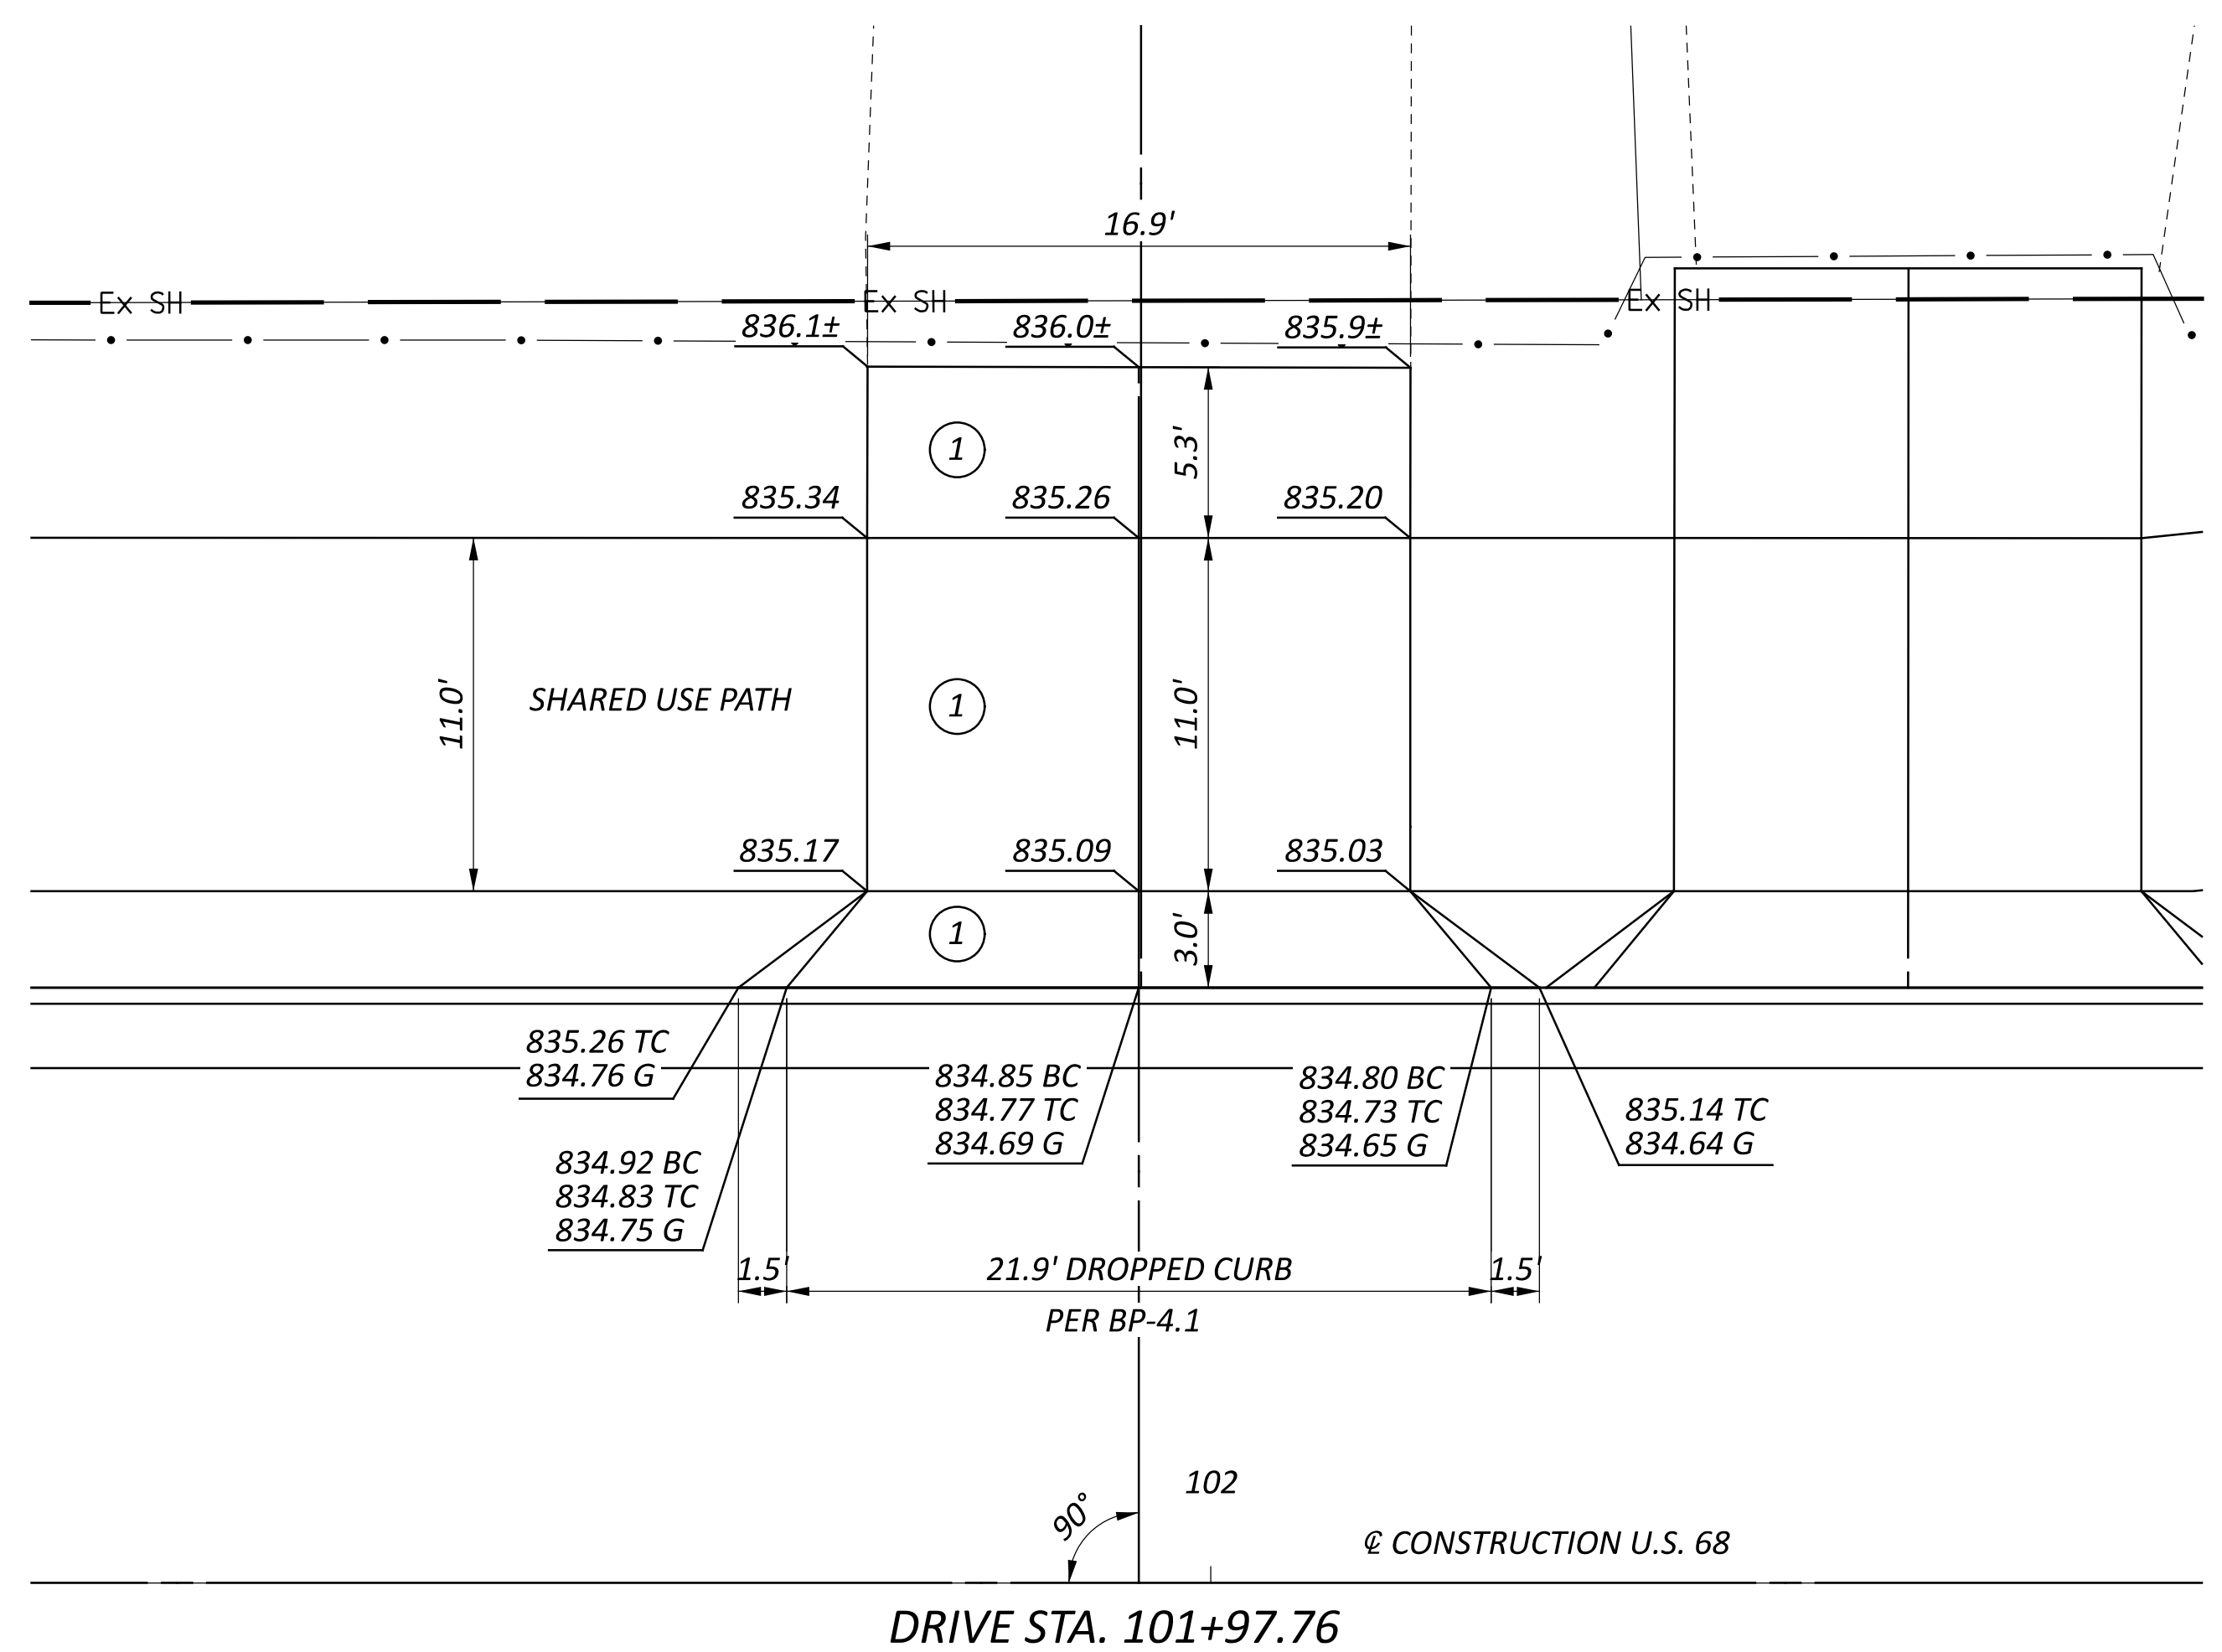 16.9'
Ex SH
Ex SH
Ex SH
836.1±
836.0±
835.9±
1
5.3'
835.34
835.26
835.20
11.0'
SHARED USE PATH
1
11.0'
835.17
835.09
835.03
1
3.0'
835.26 TC
834.76 G
834.85 BC
834.77 TC
834.69 G
834.80 BC
834.73 TC
834.65 G
835.14 TC
834.64 G
834.92 BC
834.83 TC
834.75 G
1.5'
21.9' DROPPED CURB
1.5'
PER BP-4.1
102
90°
℄ CONSTRUCTION U.S. 68
DRIVE STA. 101+97.76